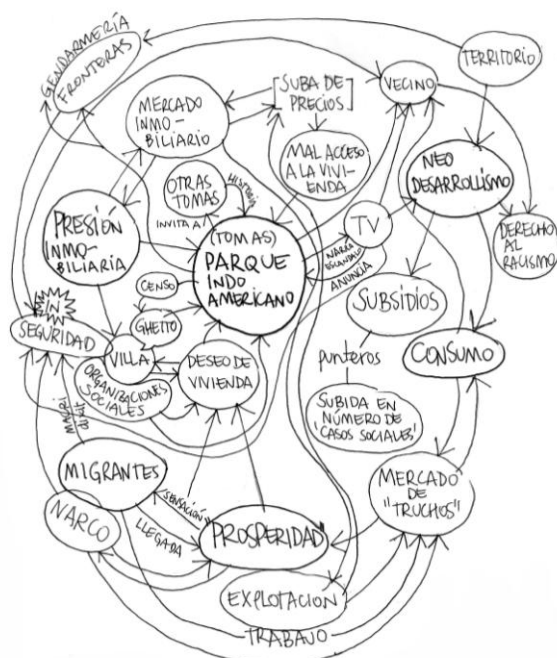 GENDARMERÍA
FRONTERAS
TERRITORIO
MERCADO
INMO-
BILIARIO
[SUBA DE
PRECIOS]
VECINO
MAL ACCESO
A LA VIVI-
ENDA
NEO
DESARROLLISMO
OTRAS
TOMAS
HISTORIA
INVITA A
TV
DERECHO
AL
RACISMO
PRESIÉN
INMO-
BILIARIA
(TOMAS)
PARQUE
INDO
AMERICANO
ANUNCIA
CENSO
GHETTO
SUBSIDIOS
SEGURIDAD
VILLA
DESEO DE
VIVIENDA
ORGANIZACIONES
SOCIALES
punteros
CONSUMO
SUBIDA EN
NÚMERO DE
'CASOS SOCIALES'
MIGRANTES
SENSACIÓN
LLEGADA
NARCO
PROSPERIDAD
MERCADO
DE
"TRUCHOS"
EXPLOTACION
TRABAJO